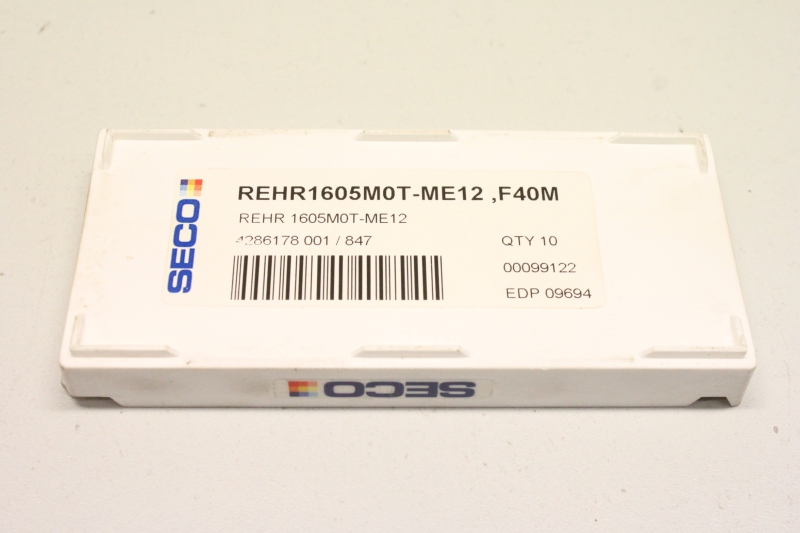 SECO
REHR1605M0T-ME12 ,F40M
REHR 1605M0T-ME12
4286178 001 / 847
QTY 10
00099122
EDP 09694
SECO